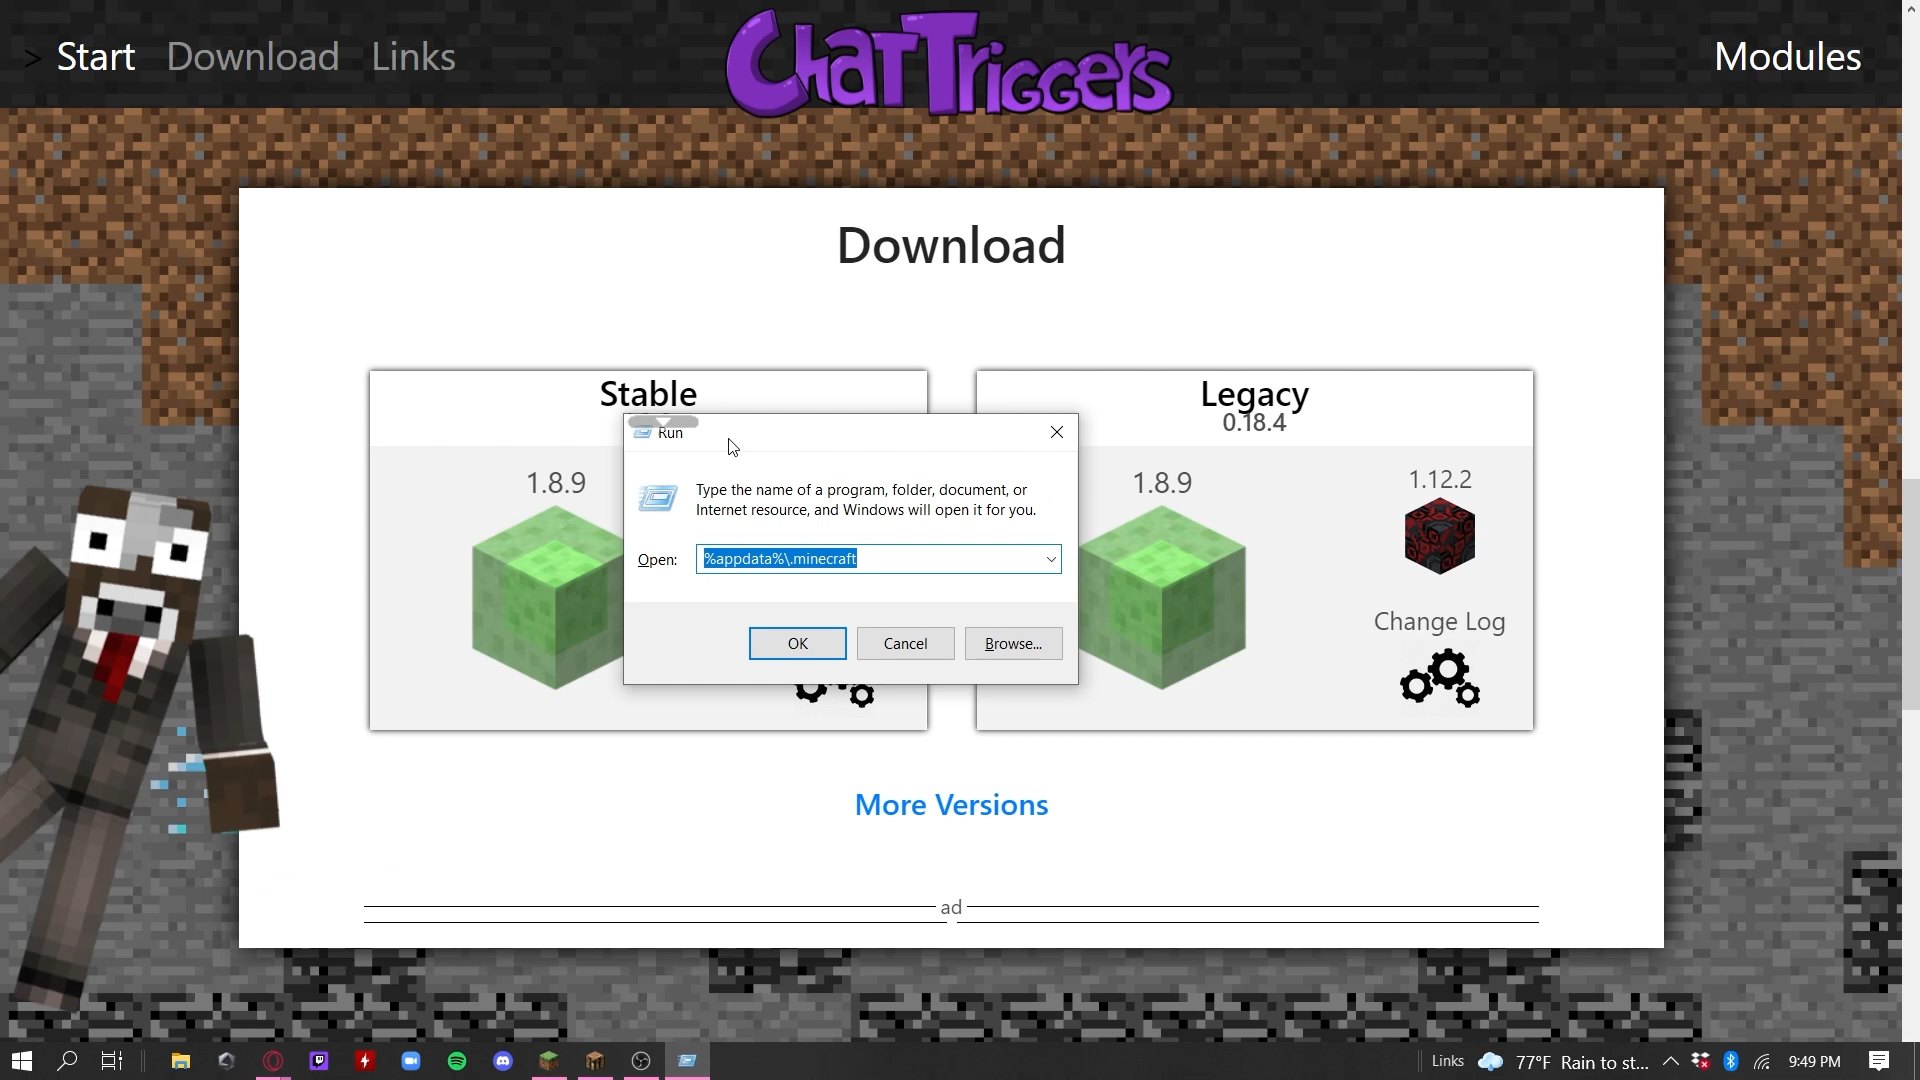 > Start Download Links
ChatTriggers
Modules
Download
Stable
Legacy
0.18.4
1.8.9
1.8.9
1.12.2
Change Log
Run
Type the name of a program, folder, document, or
Internet resource, and Windows will open it for you.
Open:
%appdata%\.minecraft
OK
Cancel
Browse...
More Versions
ad
Links
77°F Rain to st...
9:49 PM